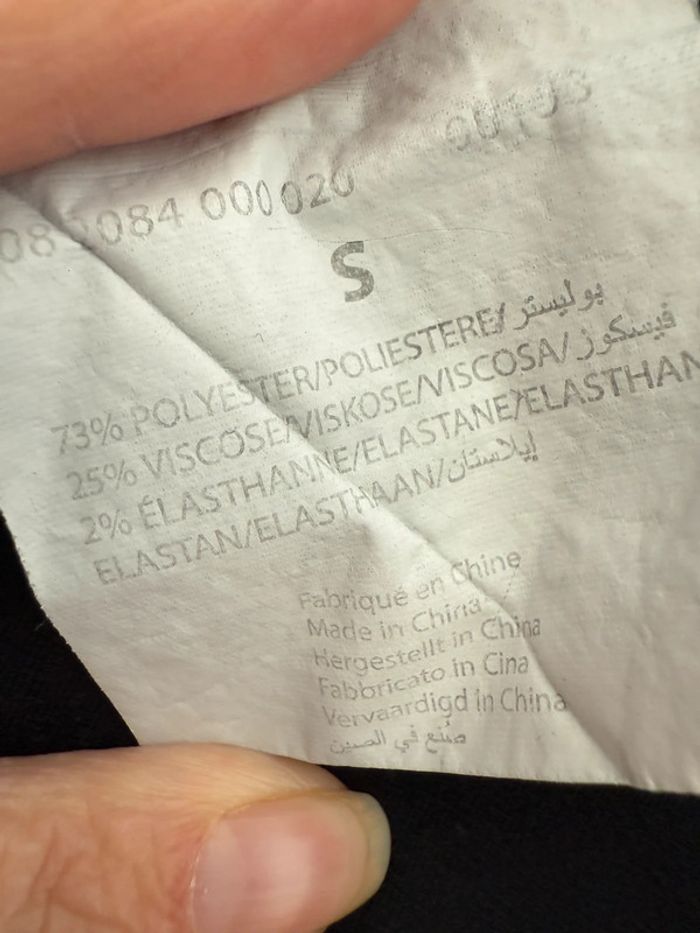 084 000020
S
73% POLYESTER/POLIESTERE/ بوليستر
25% VISCOSE/VISKOSE/VISCOSA/ فيسكوز
2% ÉLASTHANNE/ELASTANE/ELASTHAN
ELASTAN/ELASTHAAN/ إيلاستان
Fabriqué en Chine
Made in China
Hergestellt in China
Fabbricato in Cina
Vervaardigd in China
صنع في الصين